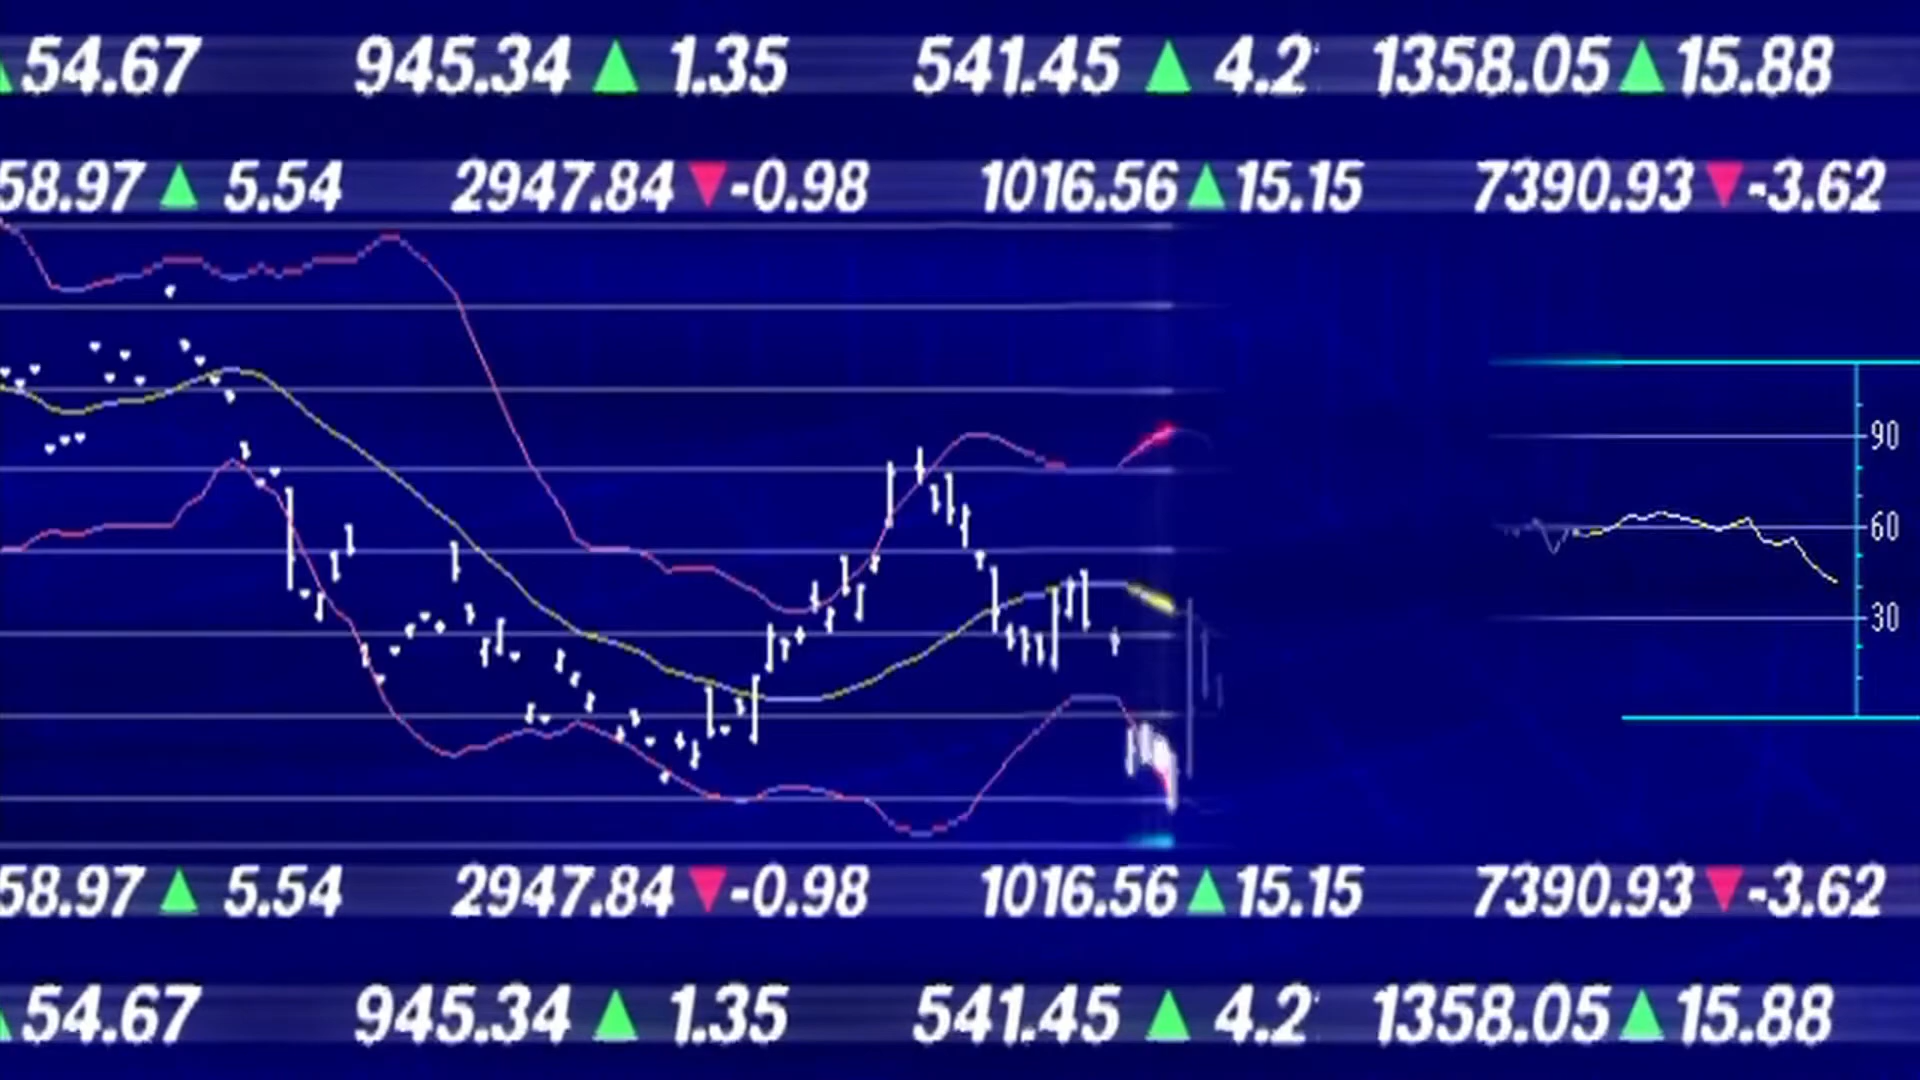 ▲ 54.67 945.34 ▲ 1.35 541.45 ▲ 4.2 1358.05 ▲ 15.88
58.97 ▲ 5.54 2947.84 ▼ -0.98 1016.56 ▲ 15.15 7390.93 ▼ -3.62
90
60
30
58.97 ▲ 5.54 2947.84 ▼ -0.98 1016.56 ▲ 15.15 7390.93 ▼ -3.62
▲ 54.67 945.34 ▲ 1.35 541.45 ▲ 4.2 1358.05 ▲ 15.88